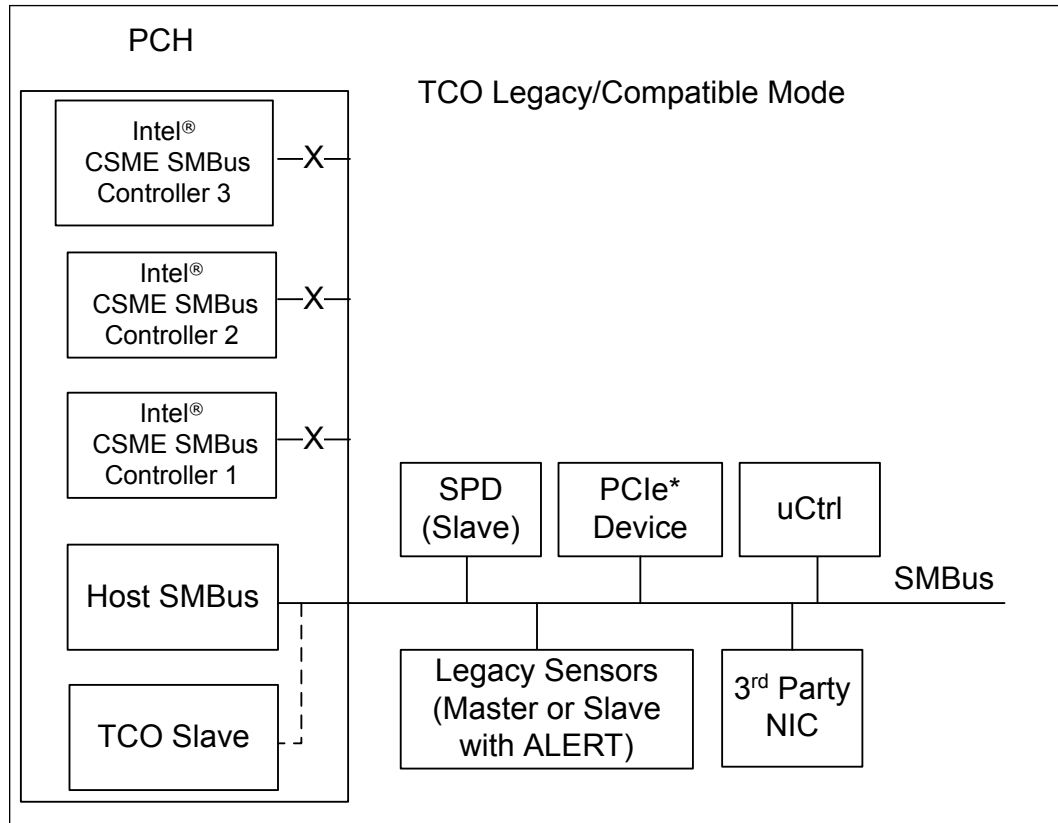 PCH
TCO Legacy/Compatible Mode
Intel®
CSME SMBus
Controller 3
X
Intel®
CSME SMBus
Controller 2
X
Intel®
CSME SMBus
Controller 1
X
SPD
(Slave)
PCIe*
Device
uCtrl
Host SMBus
SMBus
Legacy Sensors
(Master or Slave
with ALERT)
3rd Party
NIC
TCO Slave